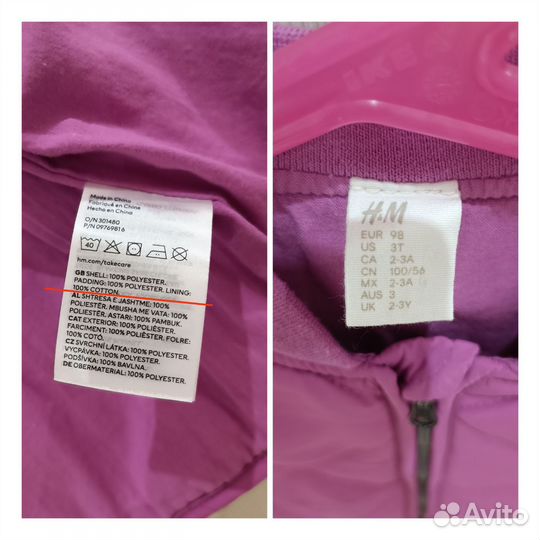 Made in China
Fabriqué en Chine
Hecho en China
O/N 301480
P/N 09769816
40
hm.com/takecare
GB SHELL: 100% POLYESTER.
PADDING: 100% POLYESTER. LINING:
100% COTTON.
AL SHTRESA E JASHTME: 100%
POLIESTËR. MBUSHJA ME VATA: 100%
POLIESTËR. ASTARI: 100% PAMBUK.
CAT EXTERIOR: 100% POLIÈSTER.
FARCIMENT: 100% POLIÈSTER. FOLRE:
100% COTÓ.
CZ SVRCHNÍ LÁTKA: 100% POLYESTER.
VYCPÁVKA: 100% POLYESTER.
PODŠÍVKA: 100% BAVLNA.
DE OBERMATERIAL: 100% POLYESTER.
H&M
EUR 98
US 3T
CA 2-3A
CN 100/56
MX 2-3A
AUS 3
UK 2-3Y
Avito